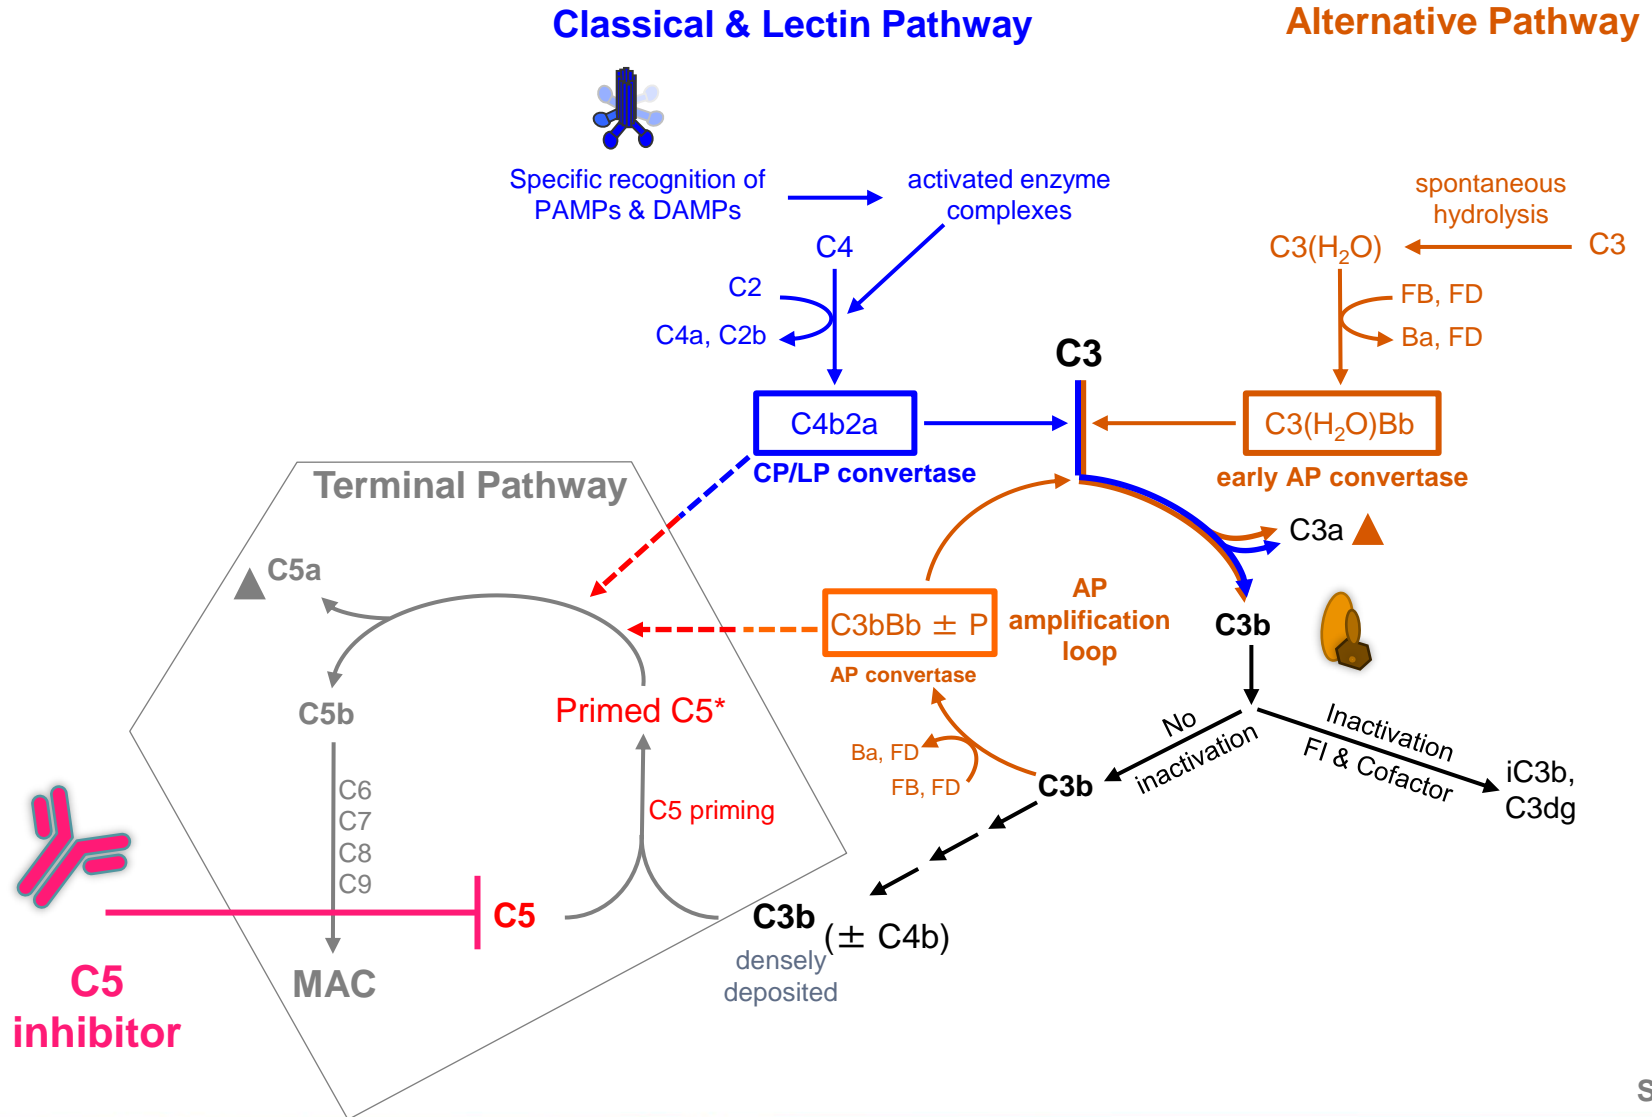 Classical & Lectin Pathway
Alternative Pathway
Specific recognition of
PAMPs & DAMPs
activated enzyme
complexes
spontaneous
hydrolysis
C4
C3(H₂O)
C3
C2
FB, FD
C4a, C2b
Ba, FD
C3
C4b2a
C3(H₂O)Bb
CP/LP convertase
early AP convertase
Terminal Pathway
C3a
C5a
AP
amplification
loop
C3bBb ± P
C3b
AP convertase
C5b
Primed C5*
No
inactivation
Inactivation
FI & Cofactor
Ba, FD
FB, FD
C3b
iC3b,
C3dg
C6
C7
C8
C9
C5 priming
C5
C3b
(± C4b)
densely
deposited
MAC
C5
inhibitor
S